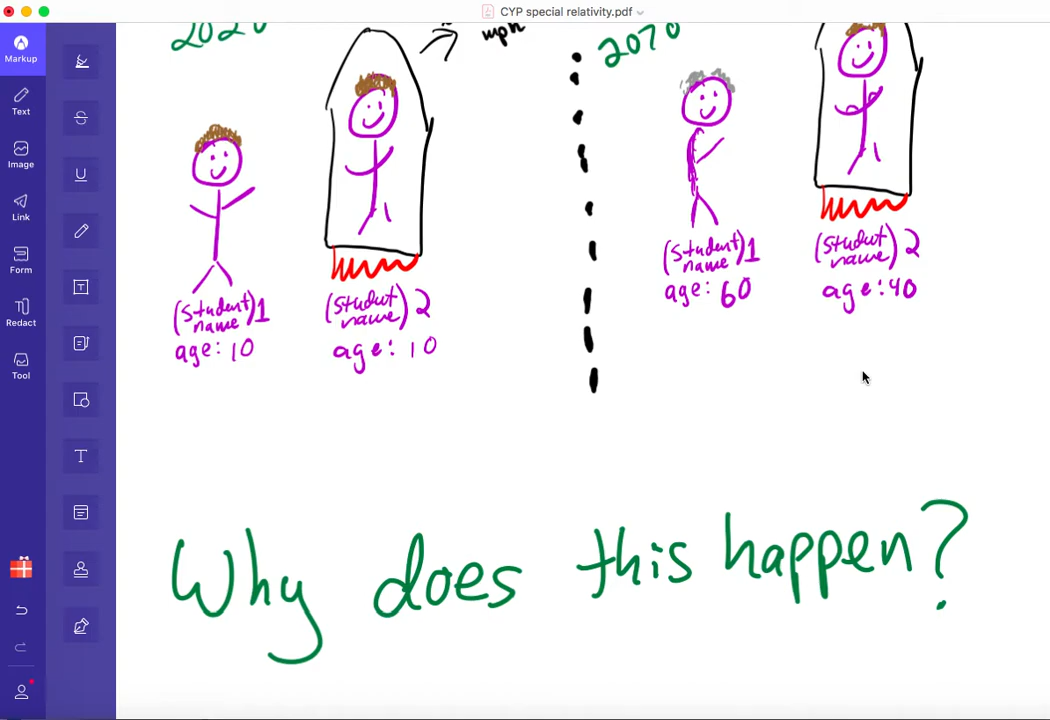 CYP special relativity.pdf
Markup
Text
Image
Link
Form
Redact
Tool
T
T
S
U
2020
mph
(Student name) 1
age: 10
(Student name) 2
age: 10
2070
(Student name) 1
age: 60
(Student name) 2
age: 40
Why does this happen?